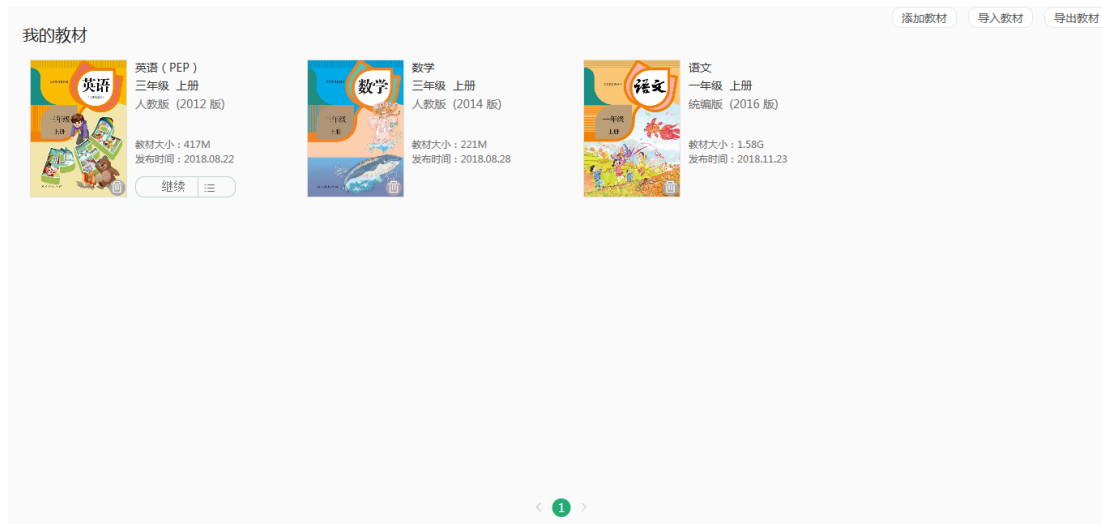 添加教材
导入教材
导出教材
我的教材
英语
三年级
上册
英语 ( PEP )
三年级 上册
人教版 (2012 版)
教材大小：417M
发布时间：2018.08.22
继续
数学
上册
数学
三年级 上册
人教版 (2014 版)
教材大小：221M
发布时间：2018.08.28
语文
一年级
上册
语文
一年级 上册
统编版 (2016 版)
教材大小：1.58G
发布时间：2018.11.23
< 1 >